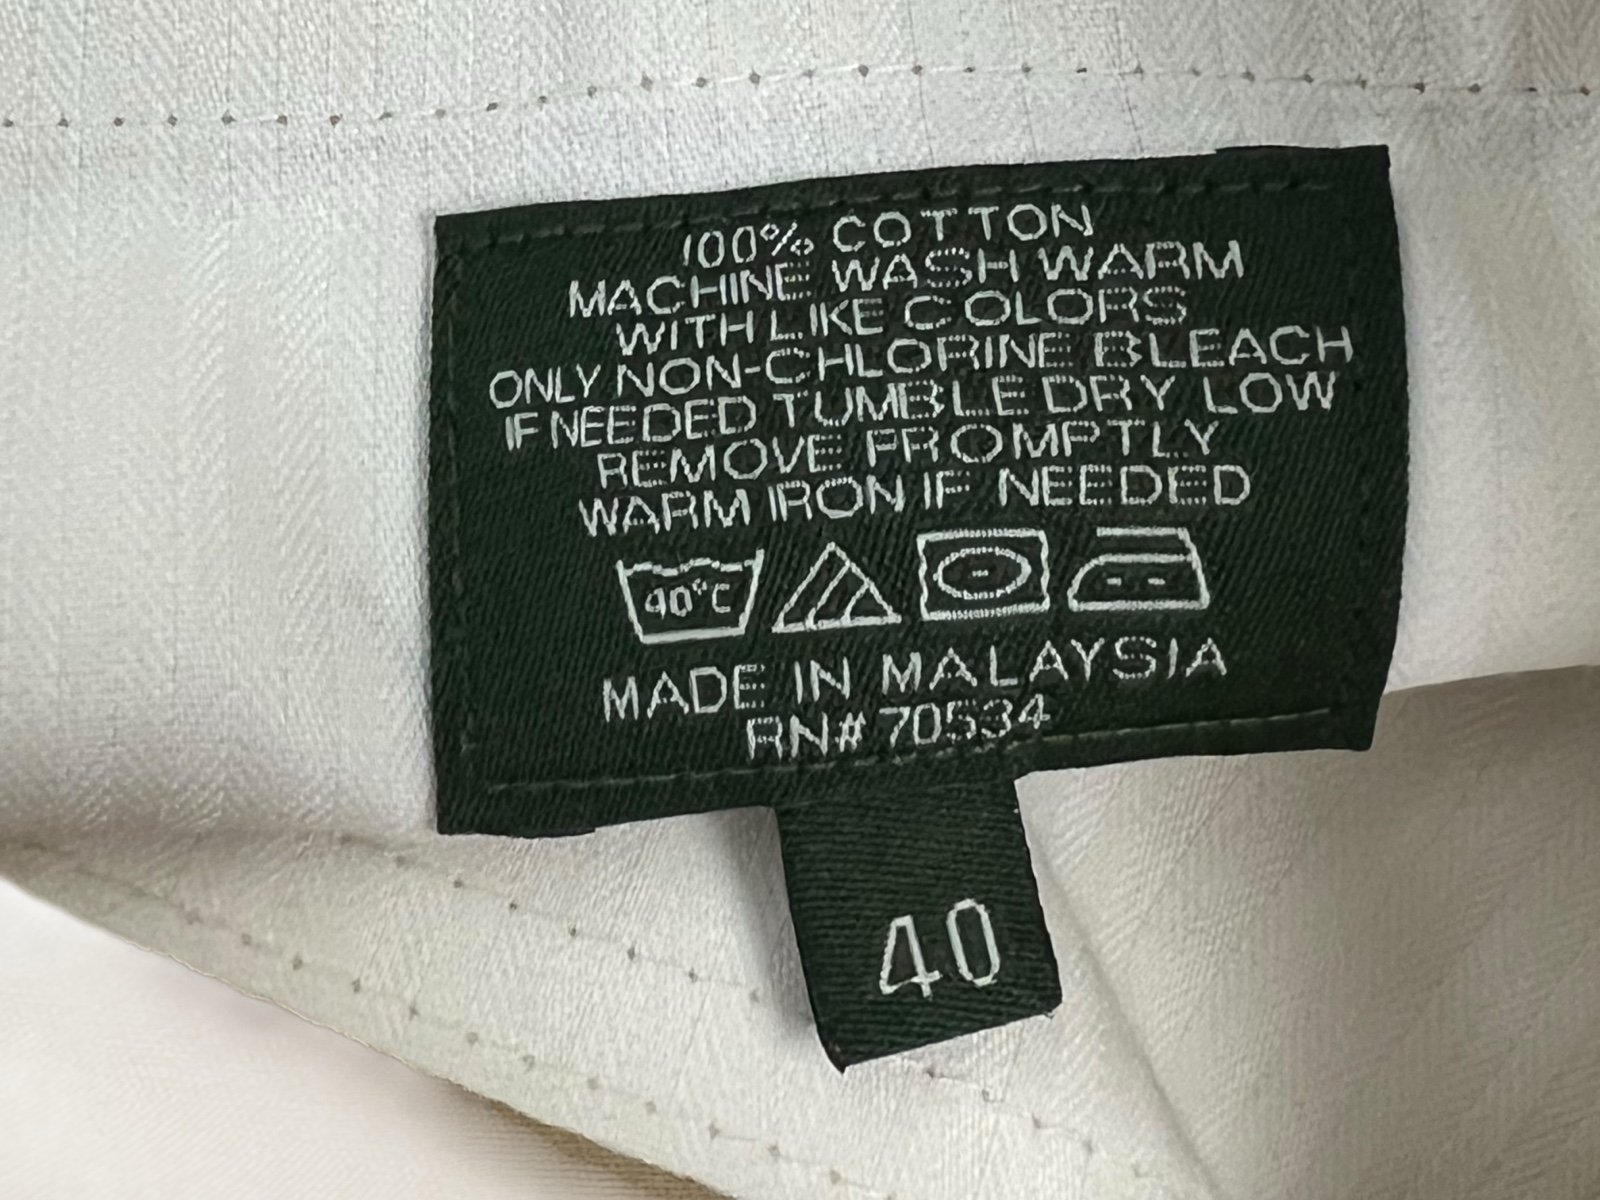 100% COTTON
MACHINE WASH WARM
WITH LIKE COLORS
ONLY NON-CHLORINE BLEACH
IF NEEDED TUMBLE DRY LOW
REMOVE PROMPTLY
WARM IRON IF NEEDED
40°C
MADE IN MALAYSIA
RN# 70534
40